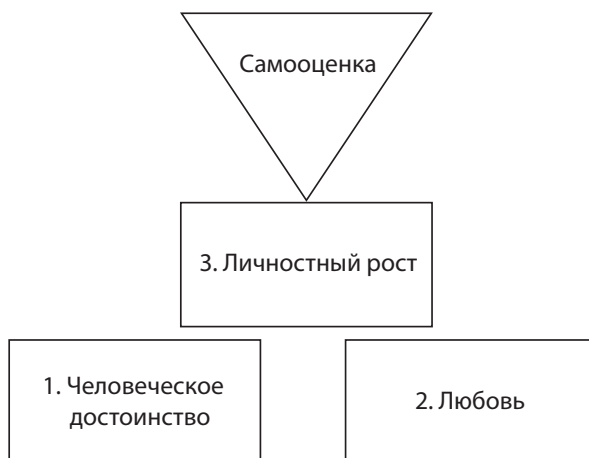 Самооценка
3. Личностный рост
1. Человеческое
достоинство
2. Любовь